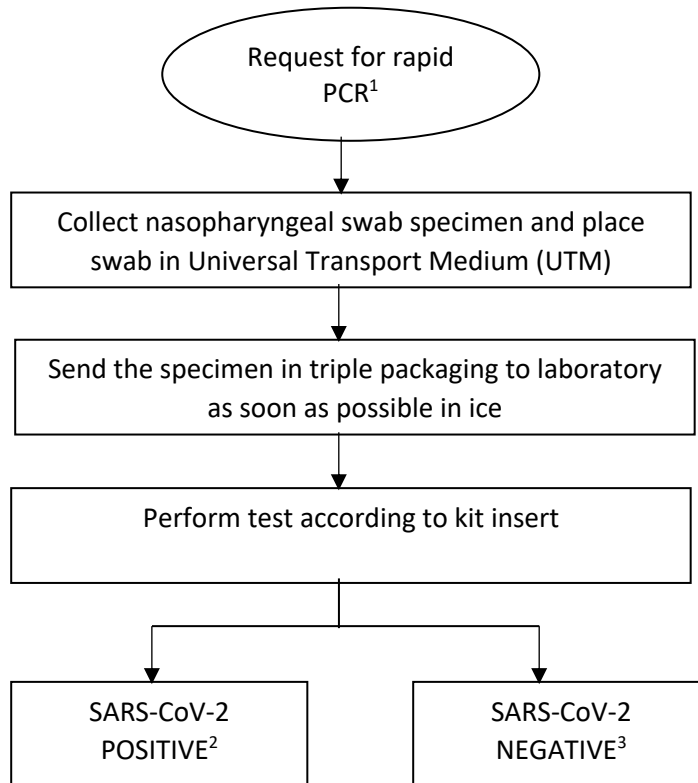 Request for rapid
PCR¹
Collect nasopharyngeal swab specimen and place
swab in Universal Transport Medium (UTM)
Send the specimen in triple packaging to laboratory
as soon as possible in ice
Perform test according to kit insert
SARS-CoV-2
POSITIVE²
SARS-CoV-2
NEGATIVE³